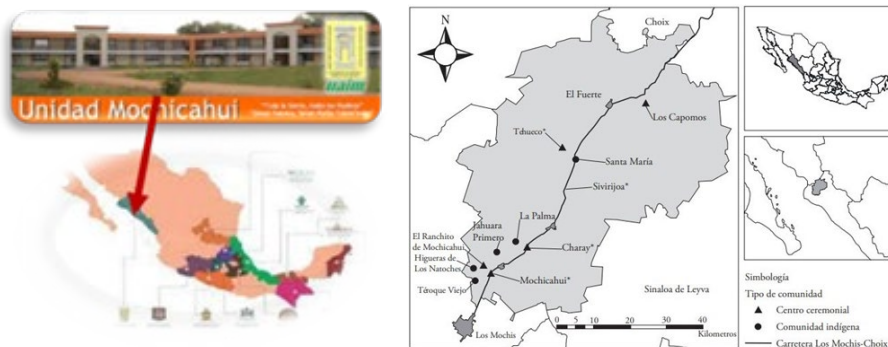 uaim
Unidad Mochicahui
N
Choix
El Fuerte
Los Capomos
Tehueco*
Santa María
Sivirijoa*
La Palma
Jahuara
Primero
El Ranchito
de Mochicahui
Charay*
Higueras de
Los Natoches
Mochicahui*
Téroque Viejo
Sinaloa de Leyva
Los Mochis
0 5 10 20 30 40
Kilometros
Simbología
Tipo de comunidad
Centro ceremonial
Comunidad indígena
Carretera Los Mochis-Choix